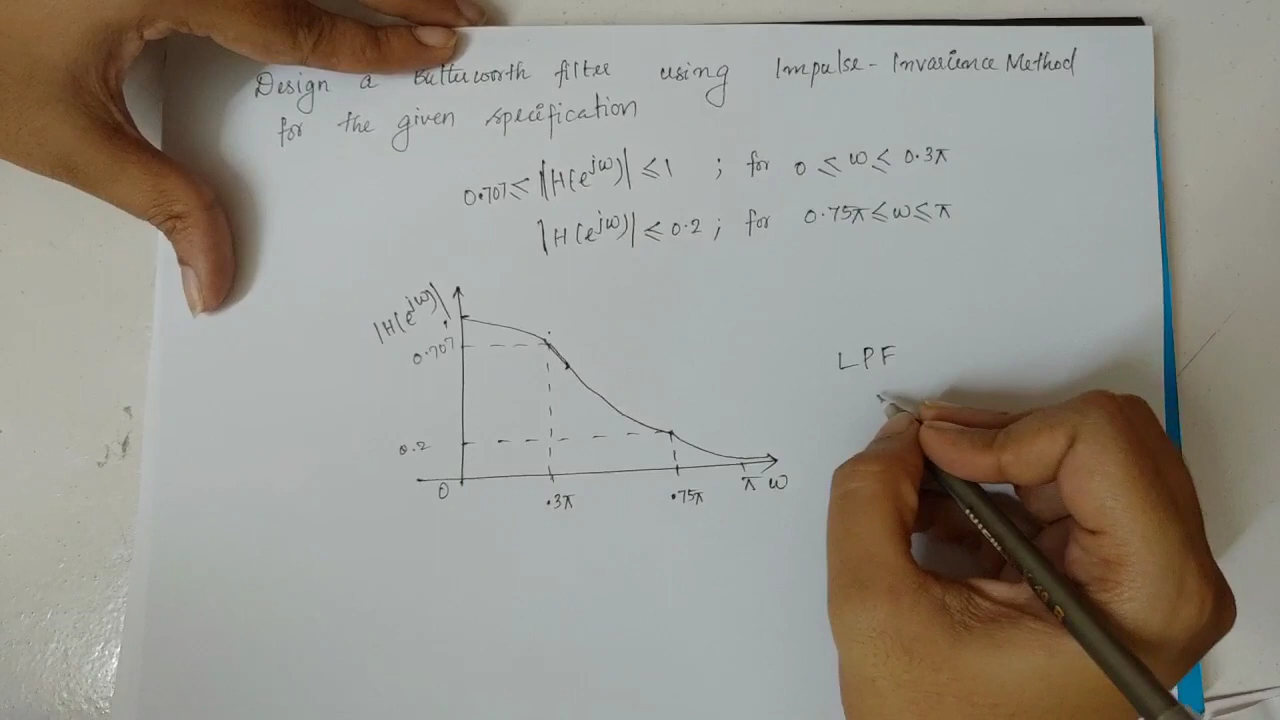 Design a Butterworth filter using Impulse-Invarience Method
for the given specification
0.707 ≤ |H(e^jω)| ≤ 1 ; for 0 ≤ ω ≤ 0.3π
|H(e^jω)| ≤ 0.2 ; for 0.75π ≤ ω ≤ π
|H(e^jω)|
0.707
LPF
0.2
0 .3π .75π π ω